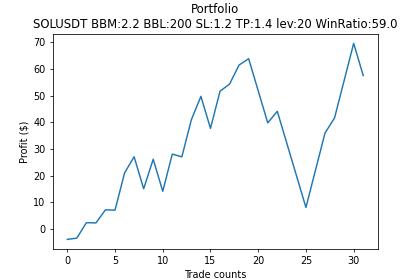 Portfolio
SOLUSDT BBM:2.2 BBL:200 SL:1.2 TP:1.4 lev:20 WinRatio:59.0
70
60
50
40
30
20
10
0
Profit ($)
0 5 10 15 20 25 30
Trade counts